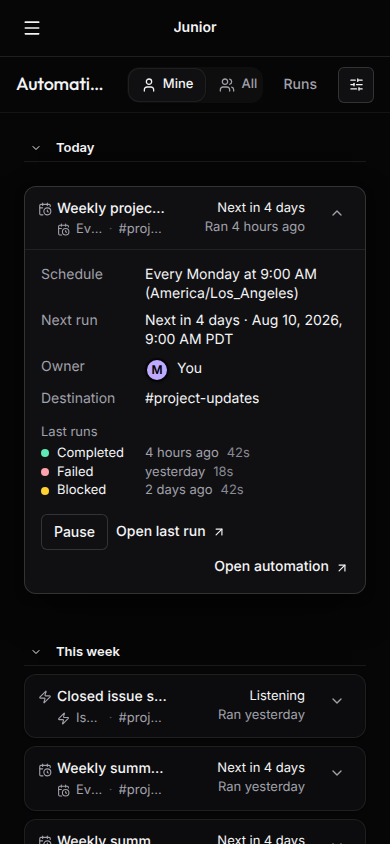 Junior
Automati...
Mine
All
Runs
Today
Weekly projec...
Next in 4 days
Ev... · #proj...
Ran 4 hours ago
Schedule
Every Monday at 9:00 AM
(America/Los_Angeles)
Next run
Next in 4 days · Aug 10, 2026,
9:00 AM PDT
Owner
M You
Destination
#project-updates
Last runs
Completed 4 hours ago 42s
Failed yesterday 18s
Blocked 2 days ago 42s
Pause
Open last run
Open automation
This week
Closed issue s...
Listening
Is... · #proj...
Ran yesterday
Weekly summ...
Next in 4 days
Ev... · #proj...
Ran yesterday
Weekly summ...
Next in 4 days